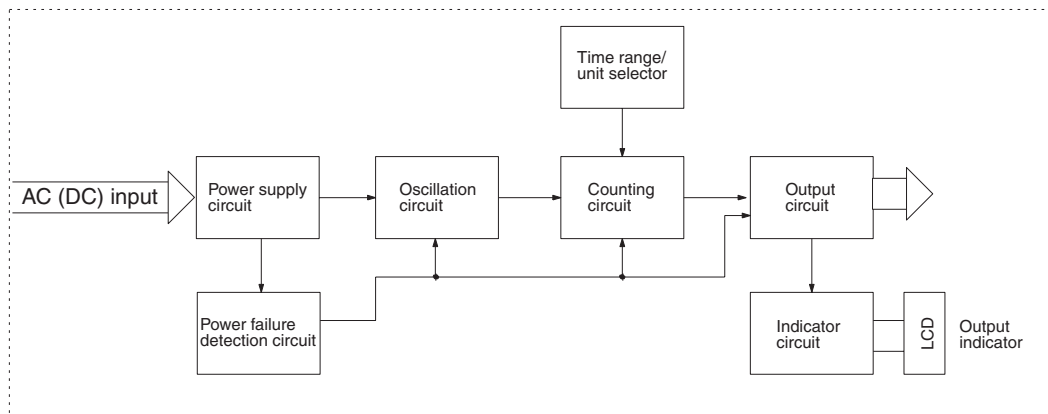 Time range/
unit selector
AC (DC) input
Power supply
circuit
Oscillation
circuit
Counting
circuit
Output
circuit
Power failure
detection circuit
Indicator
circuit
LCD
Output
indicator